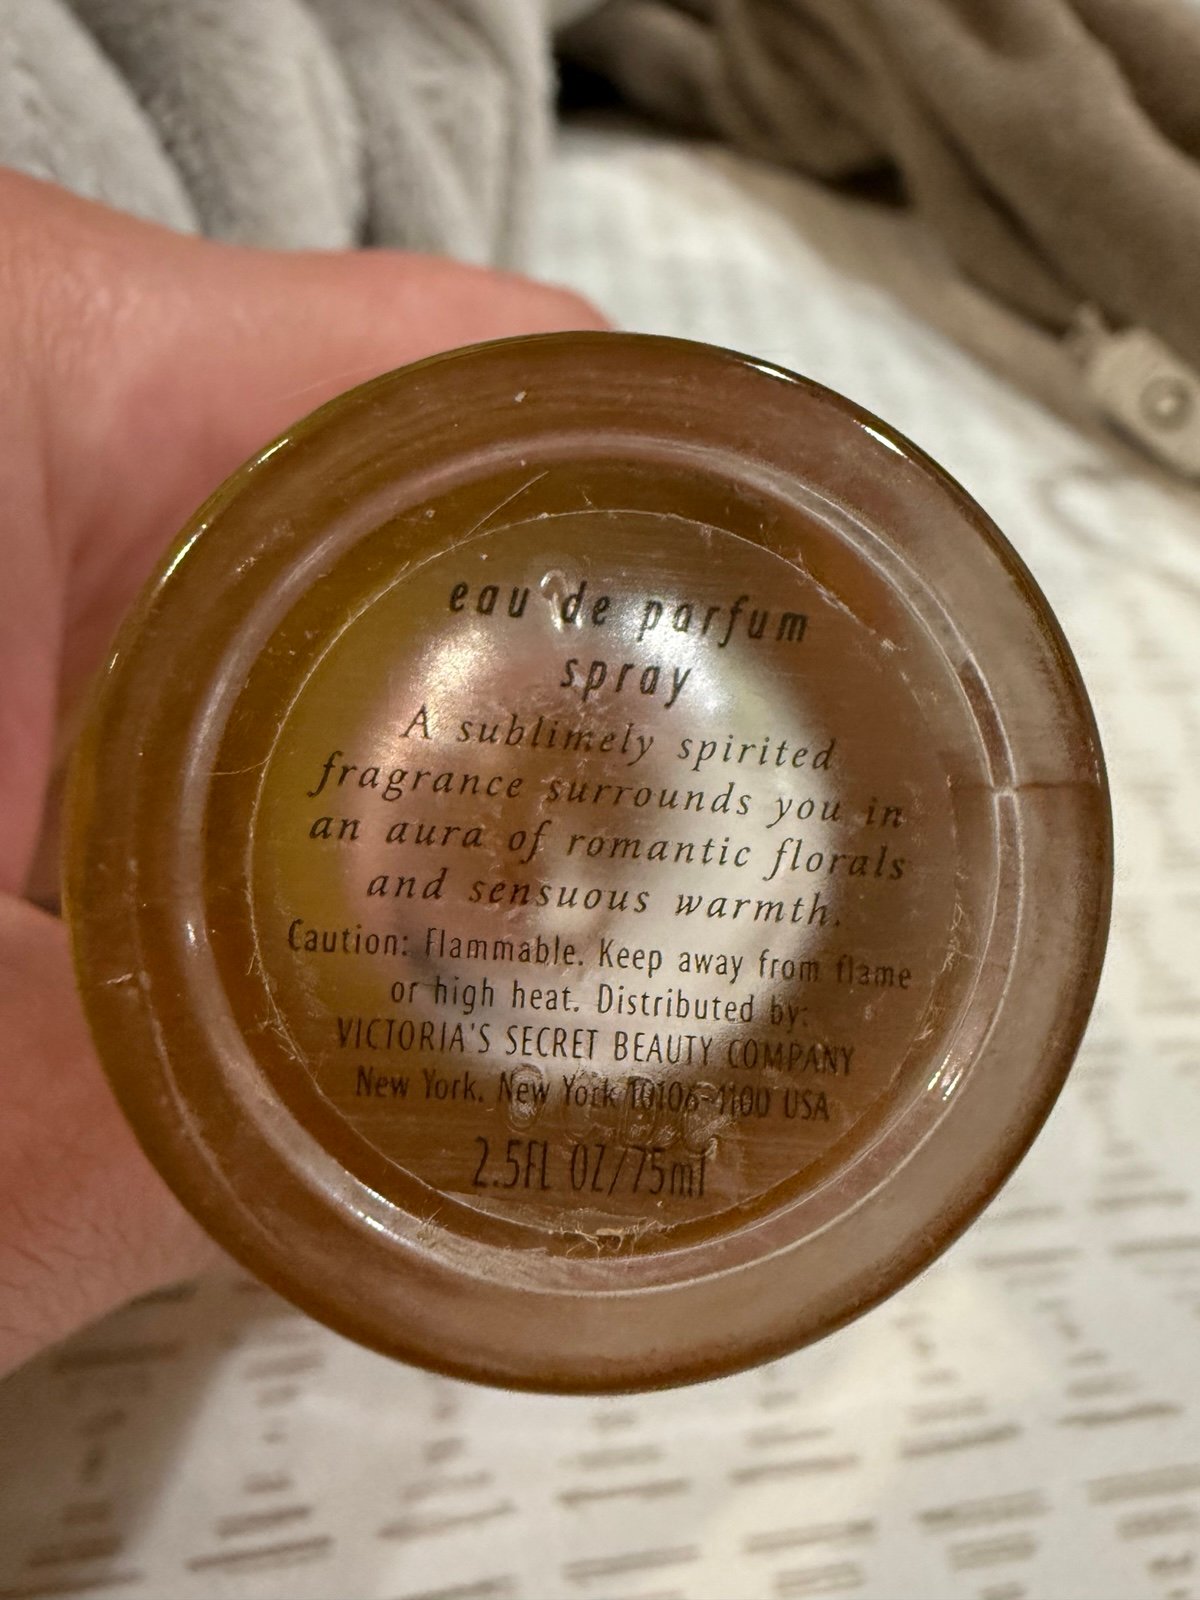 eau de parfum
spray
A sublimely spirited
fragrance surrounds you in
an aura of romantic florals
and sensuous warmth.
Caution: Flammable. Keep away from flame
or high heat. Distributed by:
VICTORIA'S SECRET BEAUTY COMPANY
New York, New York 10106-1100 USA
2.5FL OZ/75ml